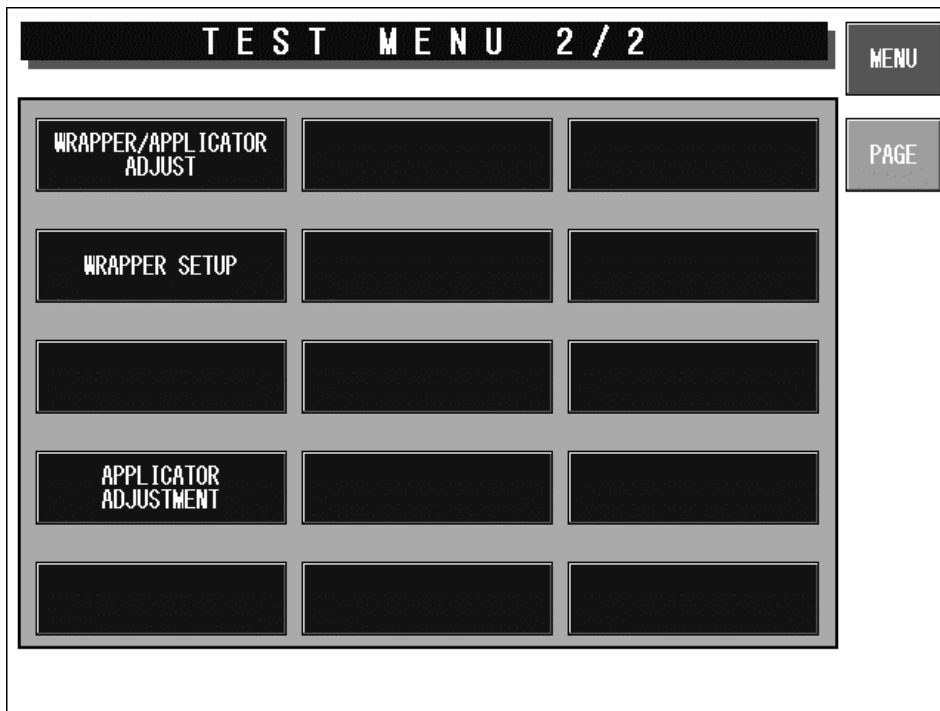 TEST MENU 2/2
MENU
PAGE
WRAPPER/APPLICATOR
ADJUST
WRAPPER SETUP
APPLICATOR
ADJUSTMENT